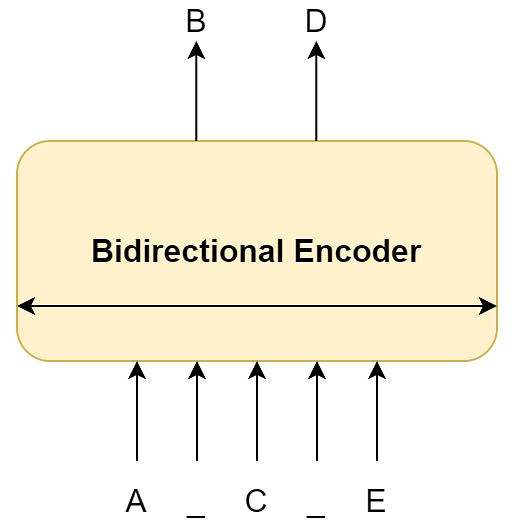 B D
Bidirectional Encoder
A _ C _ E